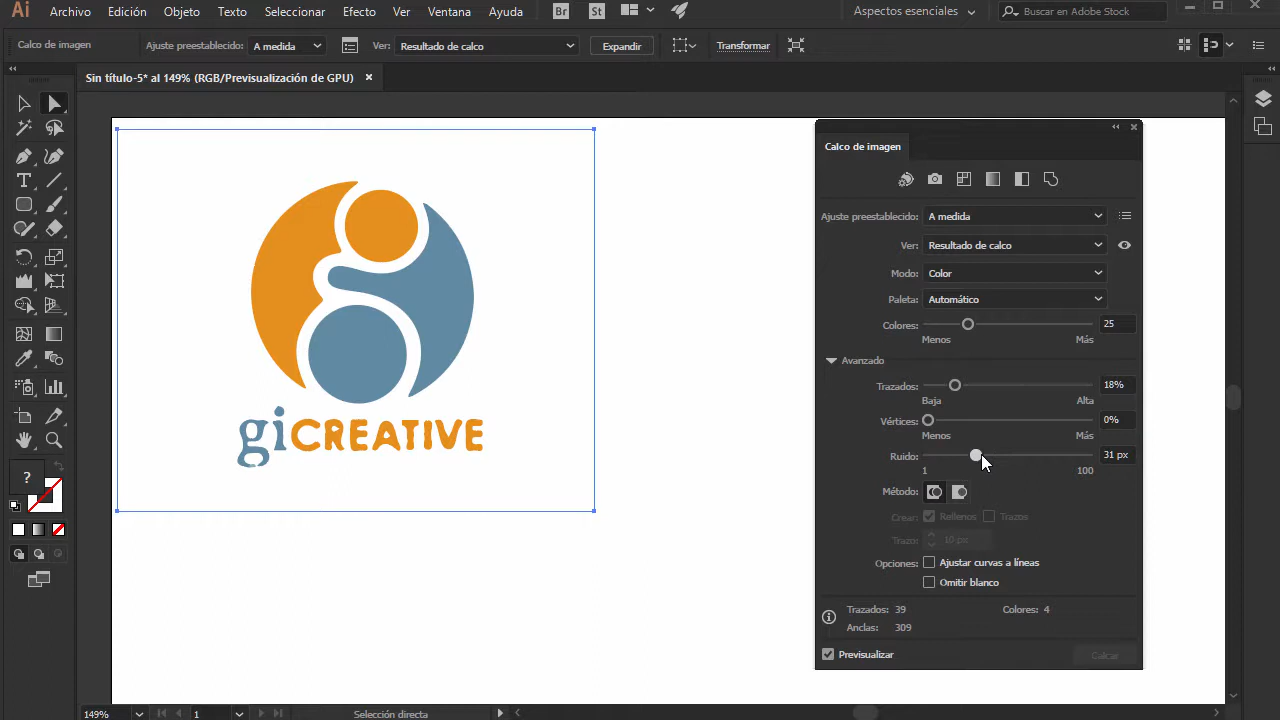 Ai Archivo Edición Objeto Texto Seleccionar Efecto Ver Ventana Ayuda Br St Aspectos esenciales Buscar en Adobe Stock
Calco de imagen Ajuste preestablecido: A medida Ver: Resultado de calco Expandir Transformar
Sin título-5* al 149% (RGB/Previsualización de GPU)
giCREATIVE
Calco de imagen
Ajuste preestablecido: A medida
Ver: Resultado de calco
Modo: Color
Paleta: Automático
Colores: 25
Menos Más
Avanzado
Trazados: 18%
Baja Alta
Vértices: 0%
Menos Más
Ruido: 31 px
1 100
Método:
Crear: Rellenos Trazos
Trazo: 10 px
Opciones: Ajustar curvas a líneas
Omitir blanco
Trazados: 39 Colores: 4
Anclas: 309
Previsualizar Calcar
?
149% 1 Selección directa